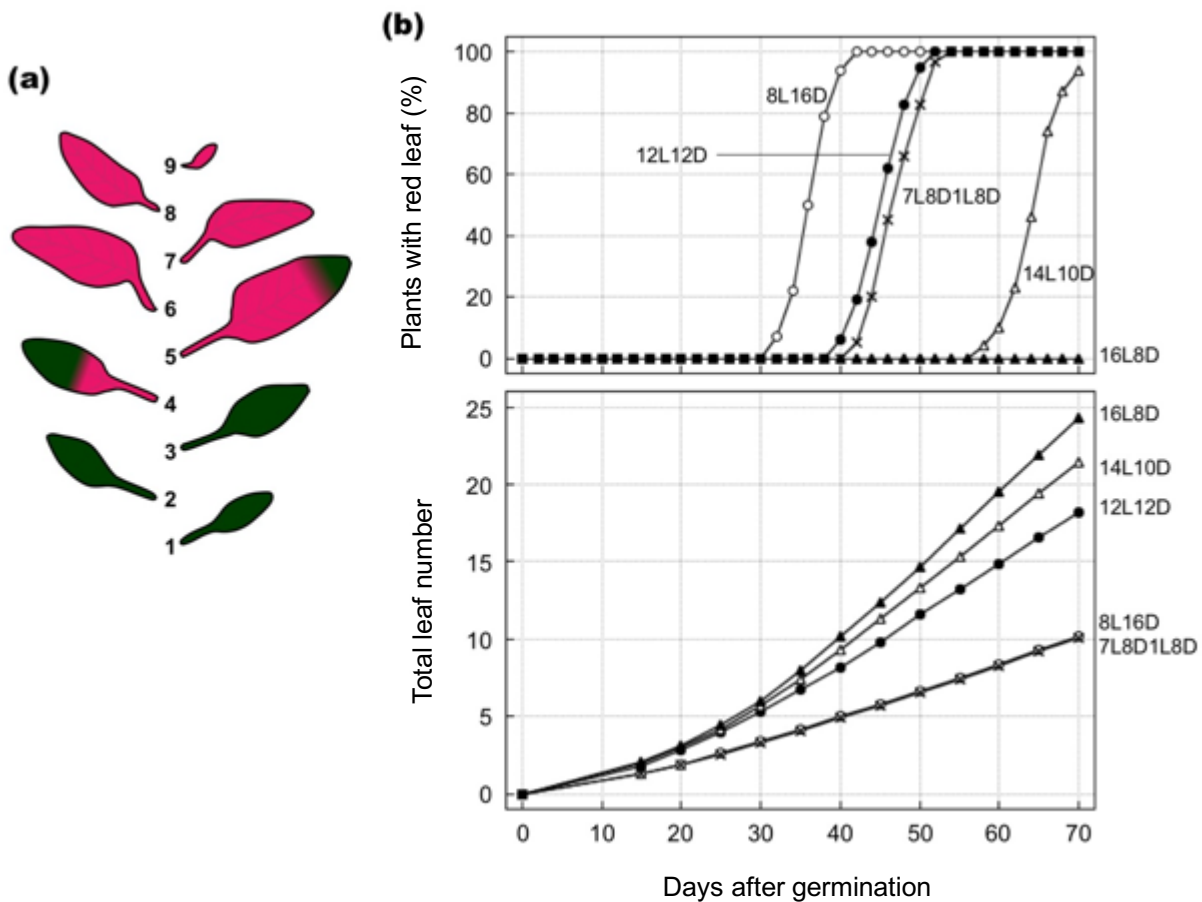 (a)
9
8
7
6
5
4
3
2
1
(b)
Plants with red leaf (%)
100
80
60
40
20
0
8L16D
12L12D
7L8D1L8D
14L10D
16L8D
Total leaf number
25
20
15
10
5
0
16L8D
14L10D
12L12D
8L16D
7L8D1L8D
0 10 20 30 40 50 60 70
Days after germination